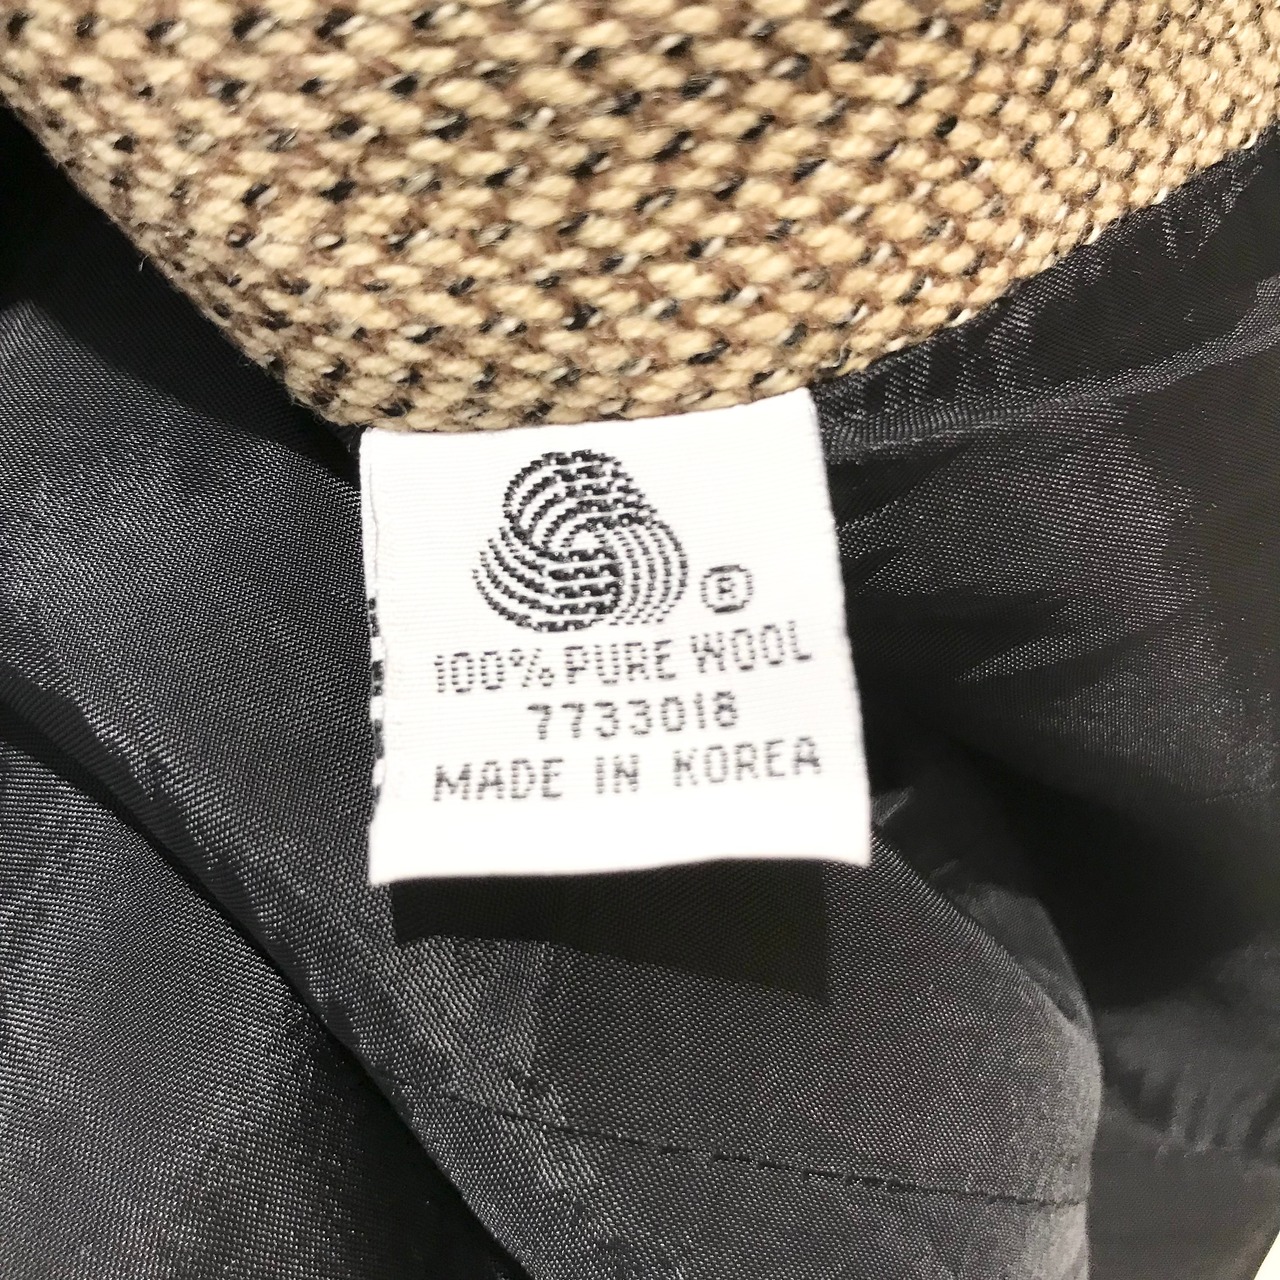 ®
100% PURE WOOL
7733018
MADE IN KOREA